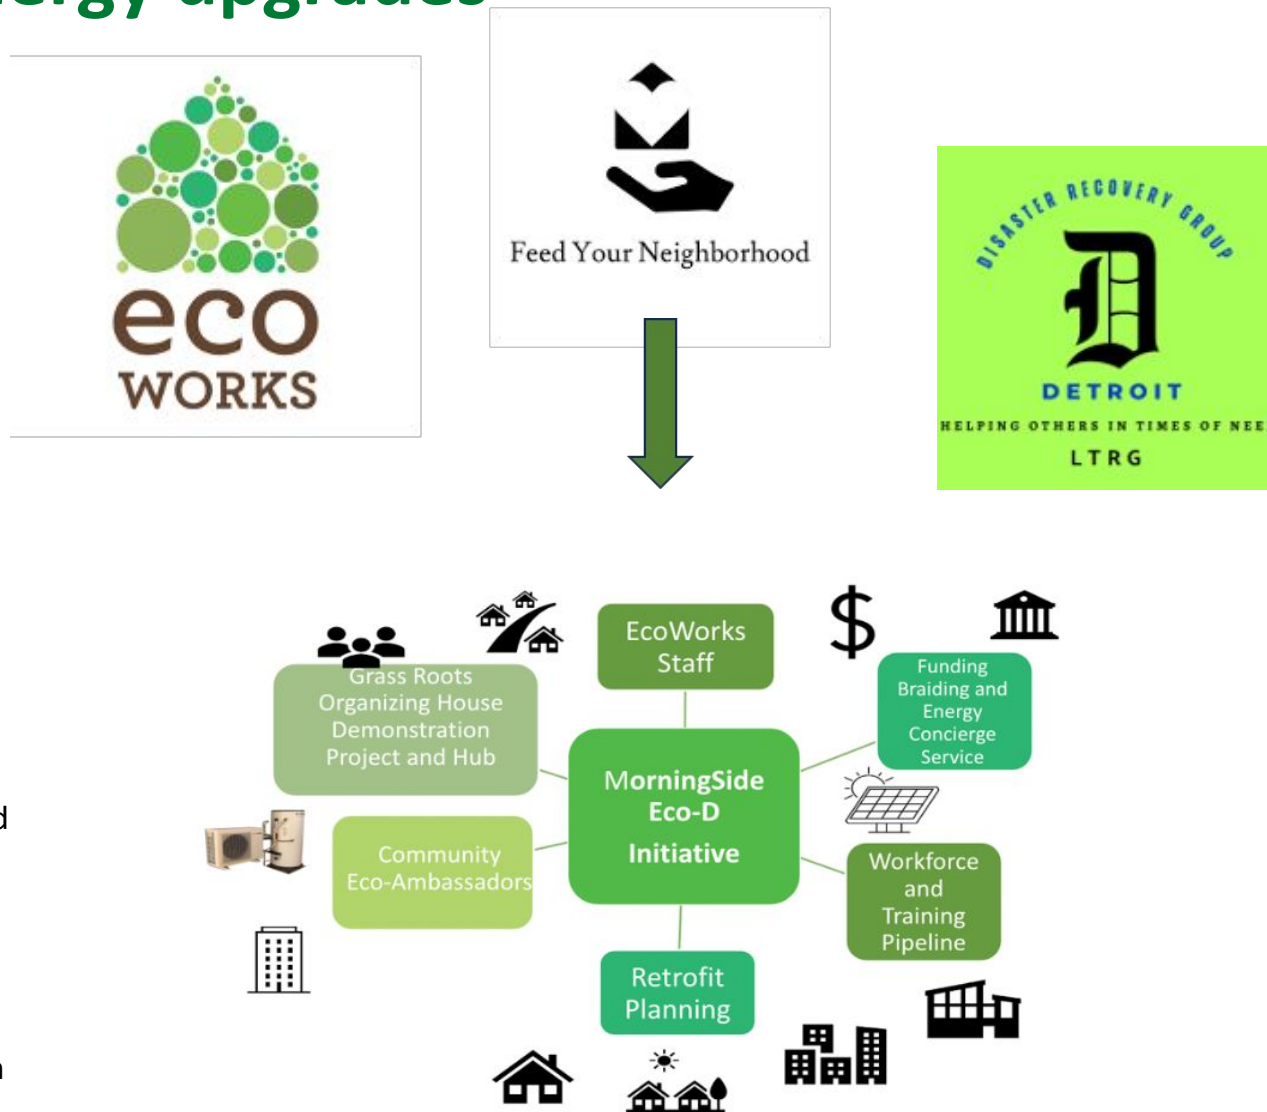 energy upgrades
eco
WORKS
Feed Your Neighborhood
DISASTER RECOVERY GROUP
D
DETROIT
HELPING OTHERS IN TIMES OF NEE
LTRG
EcoWorks
Staff
Grass Roots
Organizing House
Demonstration
Project and Hub
Funding
Braiding and
Energy
Concierge
Service
MorningSide
Eco-D
Initiative
Community
Eco-Ambassadors
Workforce
and
Training
Pipeline
Retrofit
Planning
$